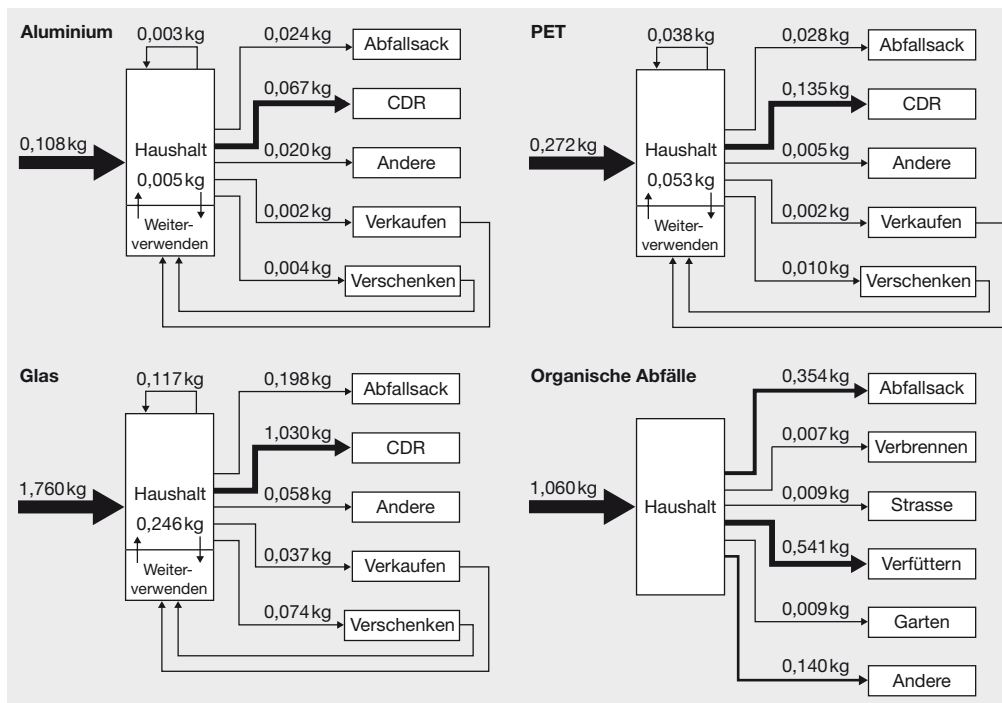 Aluminium
0,003 kg
0,024 kg
Abfallsack
0,067 kg
CDR
0,108 kg
Haushalt
0,020 kg
Andere
0,005 kg
0,002 kg
Verkaufen
Weiter-
verwenden
0,004 kg
Verschenken
PET
0,038 kg
0,028 kg
Abfallsack
0,135 kg
CDR
0,272 kg
Haushalt
0,005 kg
Andere
0,053 kg
0,002 kg
Verkaufen
Weiter-
verwenden
0,010 kg
Verschenken
Glas
0,117 kg
0,198 kg
Abfallsack
1,030 kg
CDR
1,760 kg
Haushalt
0,058 kg
Andere
0,246 kg
0,037 kg
Verkaufen
Weiter-
verwenden
0,074 kg
Verschenken
Organische Abfälle
0,354 kg
Abfallsack
0,007 kg
Verbrennen
1,060 kg
Haushalt
0,009 kg
Strasse
0,541 kg
Verfüttern
0,009 kg
Garten
0,140 kg
Andere